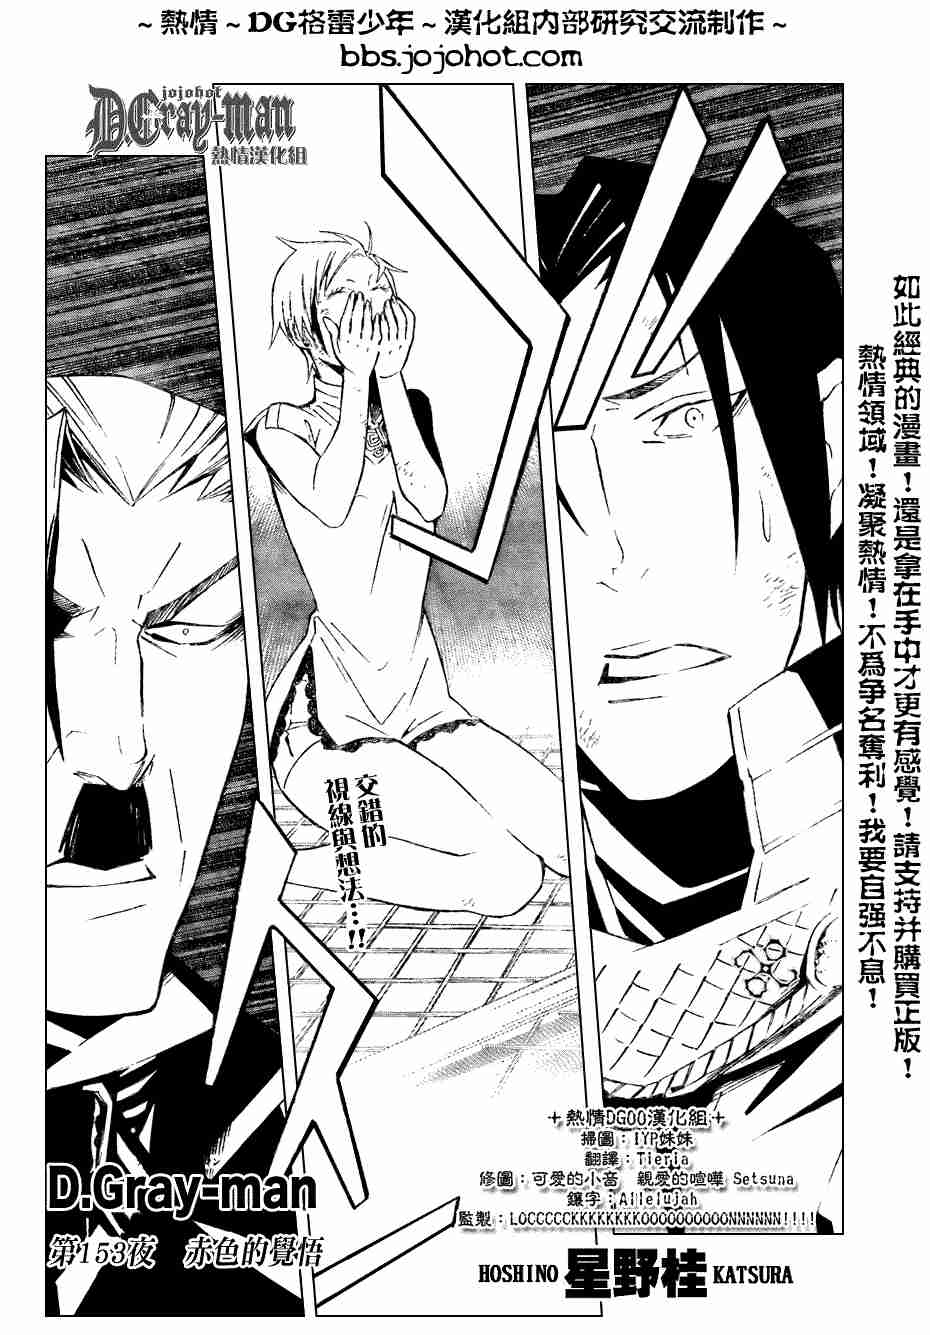 ~熱情~DG葛雷少年~漢化組內部研究交流制作~
bbs.jojohot.com
jojohot
D.Gray-man
熱情漢化組
如此經典的漫畫！還是拿在手中才更有感覺！請支持并購買正版！
熱情領域！凝聚熱情！不爲争名奪利！我要自强不息！
交錯的
視線與想法…!!
+熱情DGOO漢化組+
掃圖：IYP妹妹
翻譯：Tieria
修圖：可愛的小音　親愛的喧嘩 Setsuna
鑲字：Allelujah
監製：LOCCCCCKKKKKKKKOOOOOOOOOONNNNNN!!!!
D.Gray-man
第153夜　赤色的覺悟
HOSHINO 星野桂 KATSURA